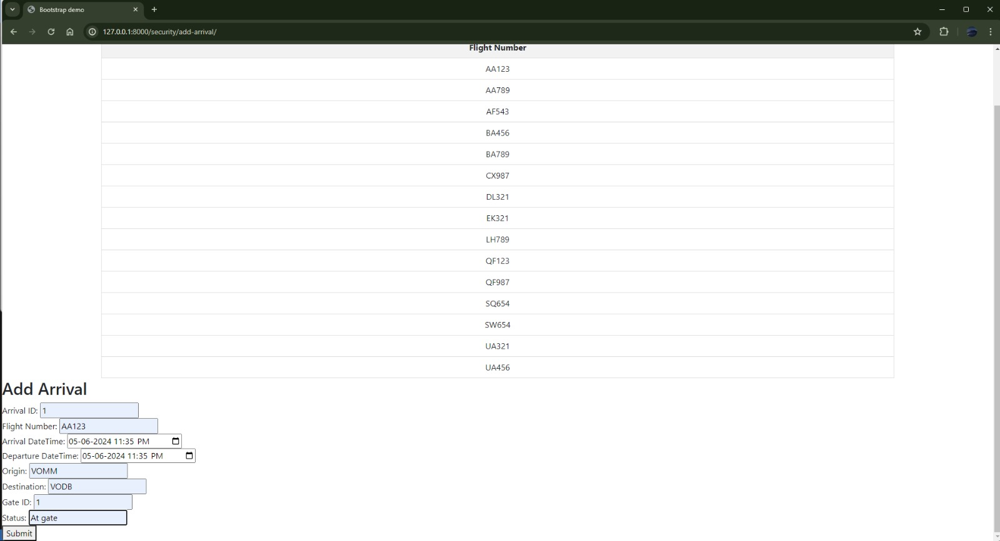 Bootstrap demo
127.0.0.1:8000/security/add-arrival/
Flight Number
AA123
AA789
AF543
BA456
BA789
CX987
DL321
EK321
LH789
QF123
QF987
SQ654
SW654
UA321
UA456
Add Arrival
Arrival ID: 1
Flight Number: AA123
Arrival DateTime: 05-06-2024 11:35 PM
Departure DateTime: 05-06-2024 11:35 PM
Origin: VOMM
Destination: VODB
Gate ID: 1
Status: At gate
Submit